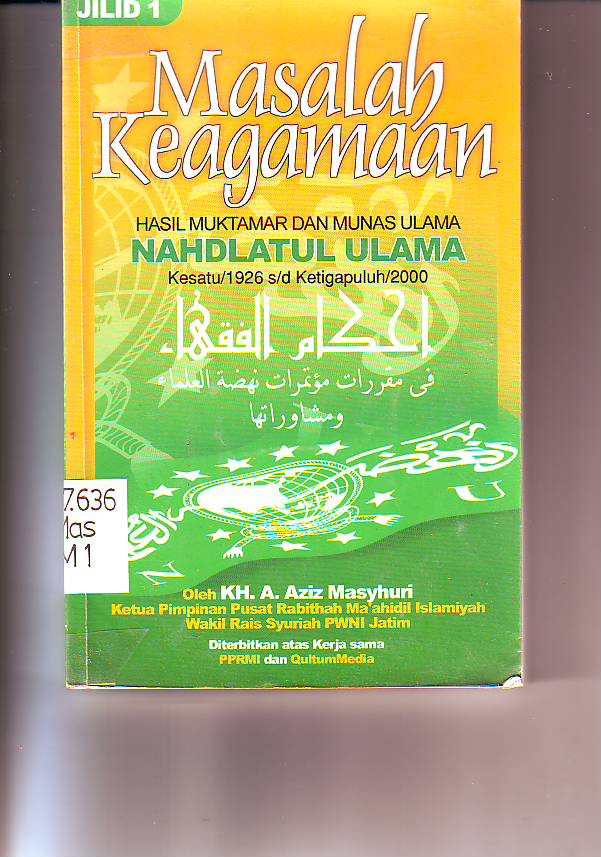 JILID 1
Masalah
Keagamaan
HASIL MUKTAMAR DAN MUNAS ULAMA
NAHDLATUL ULAMA
Kesatu/1926 s/d Ketigapuluh/2000
احكام الفقهاء
فى مقررات مؤتمرات نهضة العلماء
ومشاوراتها
7.636
Mas
M 1
N
U
Oleh KH. A. Aziz Masyhuri
Ketua Pimpinan Pusat Rabithah Ma'ahidil Islamiyah
Wakil Rais Syuriah PWNI Jatim
Diterbitkan atas Kerja sama
PPRMI dan QultumMedia